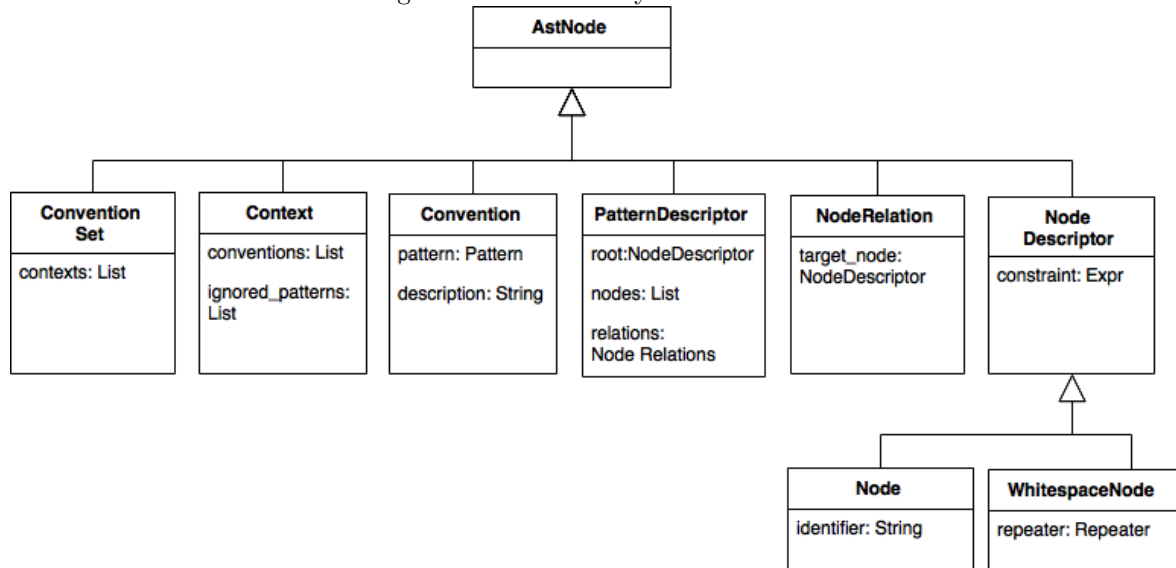 AstNode
Convention
Set
contexts: List
Context
conventions: List
ignored_patterns:
List
Convention
pattern: Pattern
description: String
PatternDescriptor
root:NodeDescriptor
nodes: List
relations:
Node Relations
NodeRelation
target_node:
NodeDescriptor
Node
Descriptor
constraint: Expr
Node
identifier: String
WhitespaceNode
repeater: Repeater